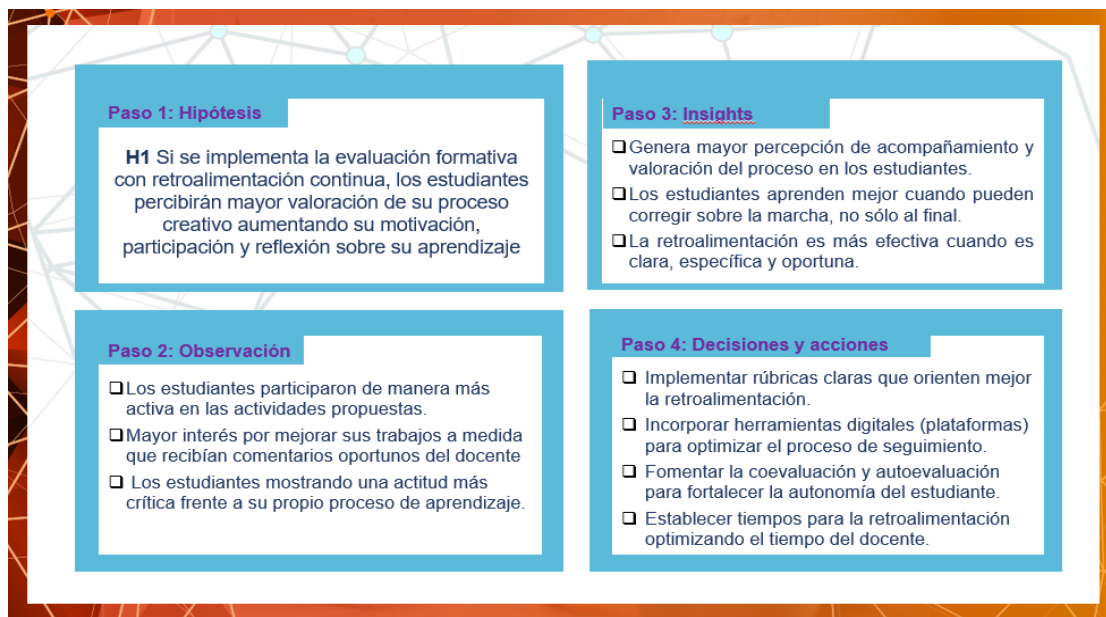 Paso 1: Hipótesis
H1 Si se implementa la evaluación formativa
con retroalimentación continua, los estudiantes
percibirán mayor valoración de su proceso
creativo aumentando su motivación,
participación y reflexión sobre su aprendizaje
Paso 2: Observación
Los estudiantes participaron de manera más
activa en las actividades propuestas.
Mayor interés por mejorar sus trabajos a medida
que recibían comentarios oportunos del docente
Los estudiantes mostrando una actitud más
crítica frente a su propio proceso de aprendizaje.
Paso 3: Insights
Genera mayor percepción de acompañamiento y
valoración del proceso en los estudiantes.
Los estudiantes aprenden mejor cuando pueden
corregir sobre la marcha, no sólo al final.
La retroalimentación es más efectiva cuando es
clara, específica y oportuna.
Paso 4: Decisiones y acciones
Implementar rúbricas claras que orienten mejor
la retroalimentación.
Incorporar herramientas digitales (plataformas)
para optimizar el proceso de seguimiento.
Fomentar la coevaluación y autoevaluación
para fortalecer la autonomía del estudiante.
Establecer tiempos para la retroalimentación
optimizando el tiempo del docente.